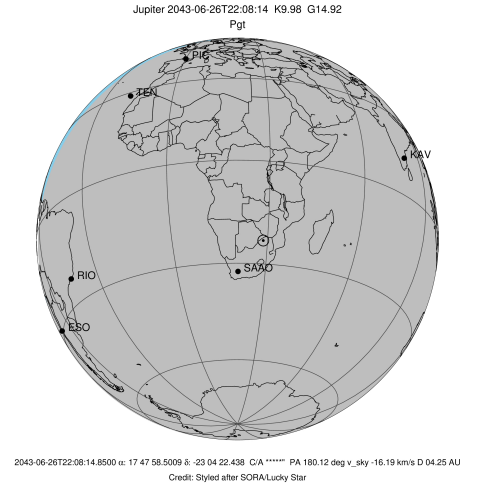 Jupiter 2043-06-26T22:08:14 K9.98 G14.92
Pgt
PIC
TEN
KAV
SAAO
RIO
ESO
2043-06-26T22:08:14.8500 α: 17 47 58.5009 δ: -23 04 22.438 C/A *****" PA 180.12 deg v_sky -16.19 km/s D 04.25 AU
Credit: Styled after SORA/Lucky Star